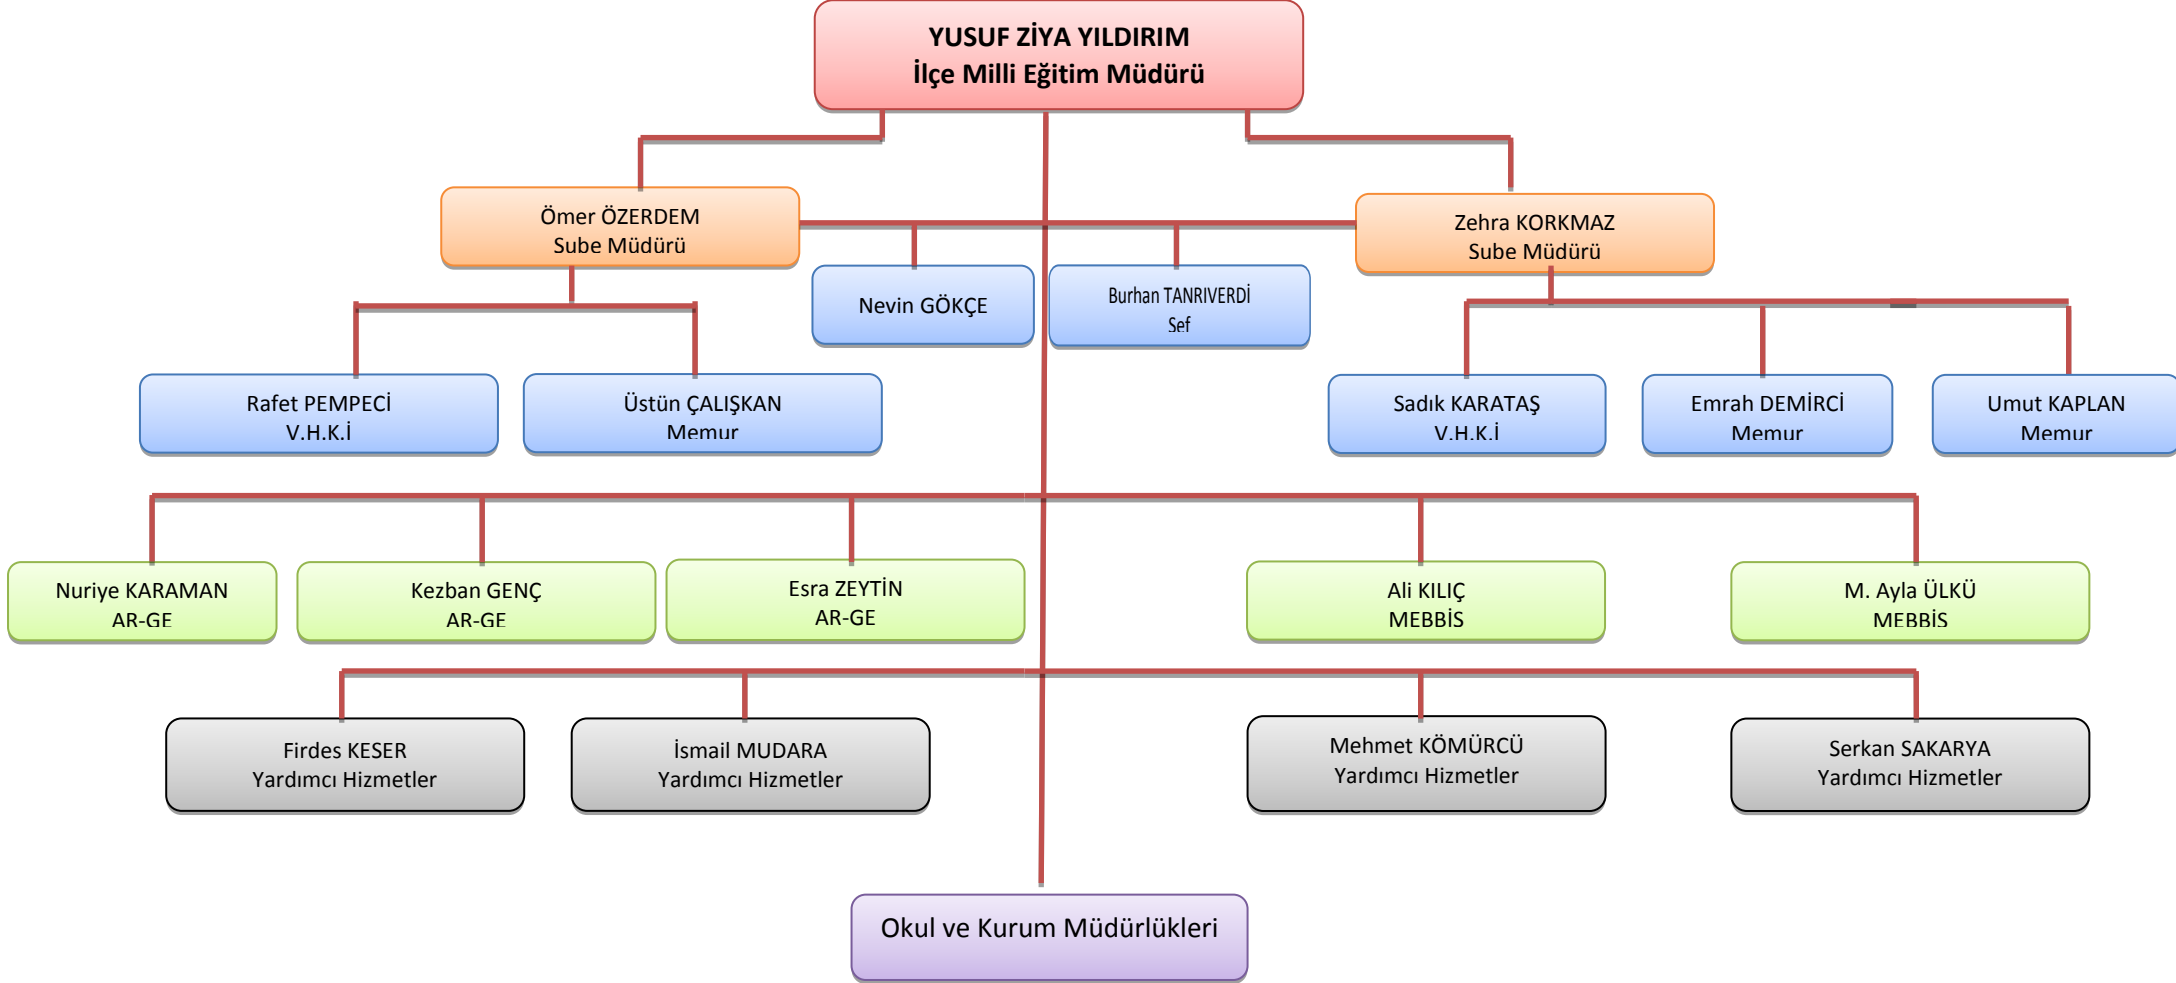 YUSUF ZİYA YILDIRIM
İlçe Milli Eğitim Müdürü
Ömer ÖZERDEM
Sube Müdürü
Zehra KORKMAZ
Sube Müdürü
Nevin GÖKÇE
Burhan TANRIVERDİ
Sef
Rafet PEMPECİ
V.H.K.İ
Üstün ÇALIŞKAN
Memur
Sadık KARATAŞ
V.H.K.İ
Emrah DEMİRCİ
Memur
Umut KAPLAN
Memur
Nuriye KARAMAN
AR-GE
Kezban GENÇ
AR-GE
Esra ZEYTİN
AR-GE
Ali KILIÇ
MEBBİS
M. Ayla ÜLKÜ
MEBBİS
Firdes KESER
Yardımcı Hizmetler
İsmail MUDARA
Yardımcı Hizmetler
Mehmet KÖMÜRCÜ
Yardımcı Hizmetler
Serkan SAKARYA
Yardımcı Hizmetler
Okul ve Kurum Müdürlükleri